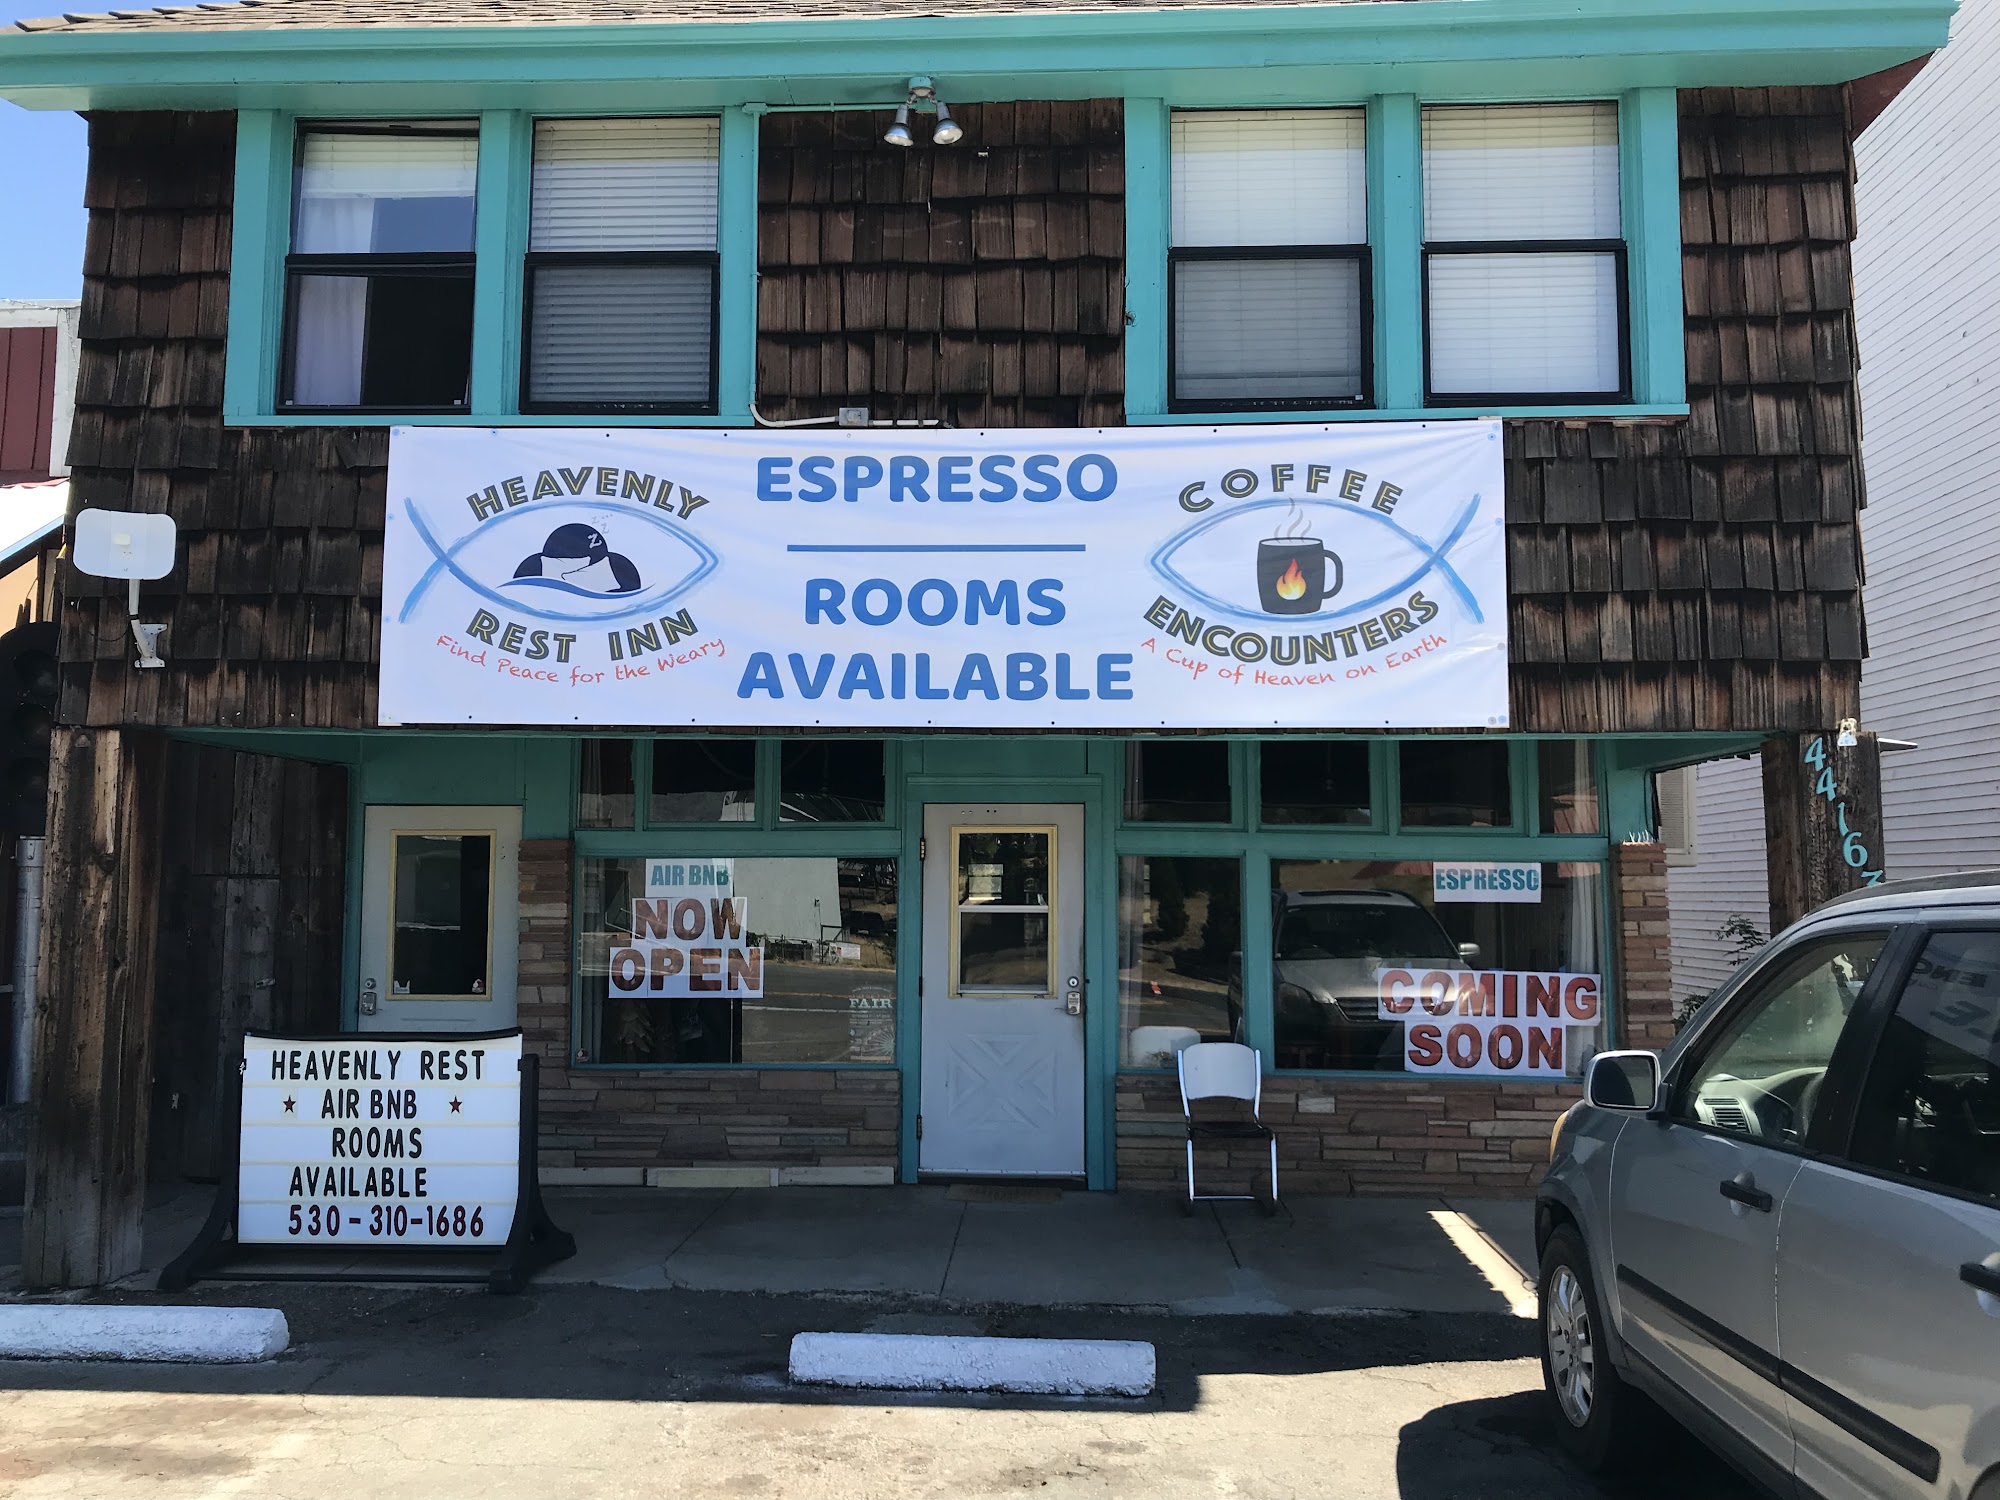 HEAVENLY
REST INN
Find Peace for the Weary
ESPRESSO
ROOMS
AVAILABLE
COFFEE
ENCOUNTERS
A Cup of Heaven on Earth
44163
AIR BNB
NOW
OPEN
FAIR
ESPRESSO
COMING
SOON
HEAVENLY REST
AIR BNB
ROOMS
AVAILABLE
530-310-1686